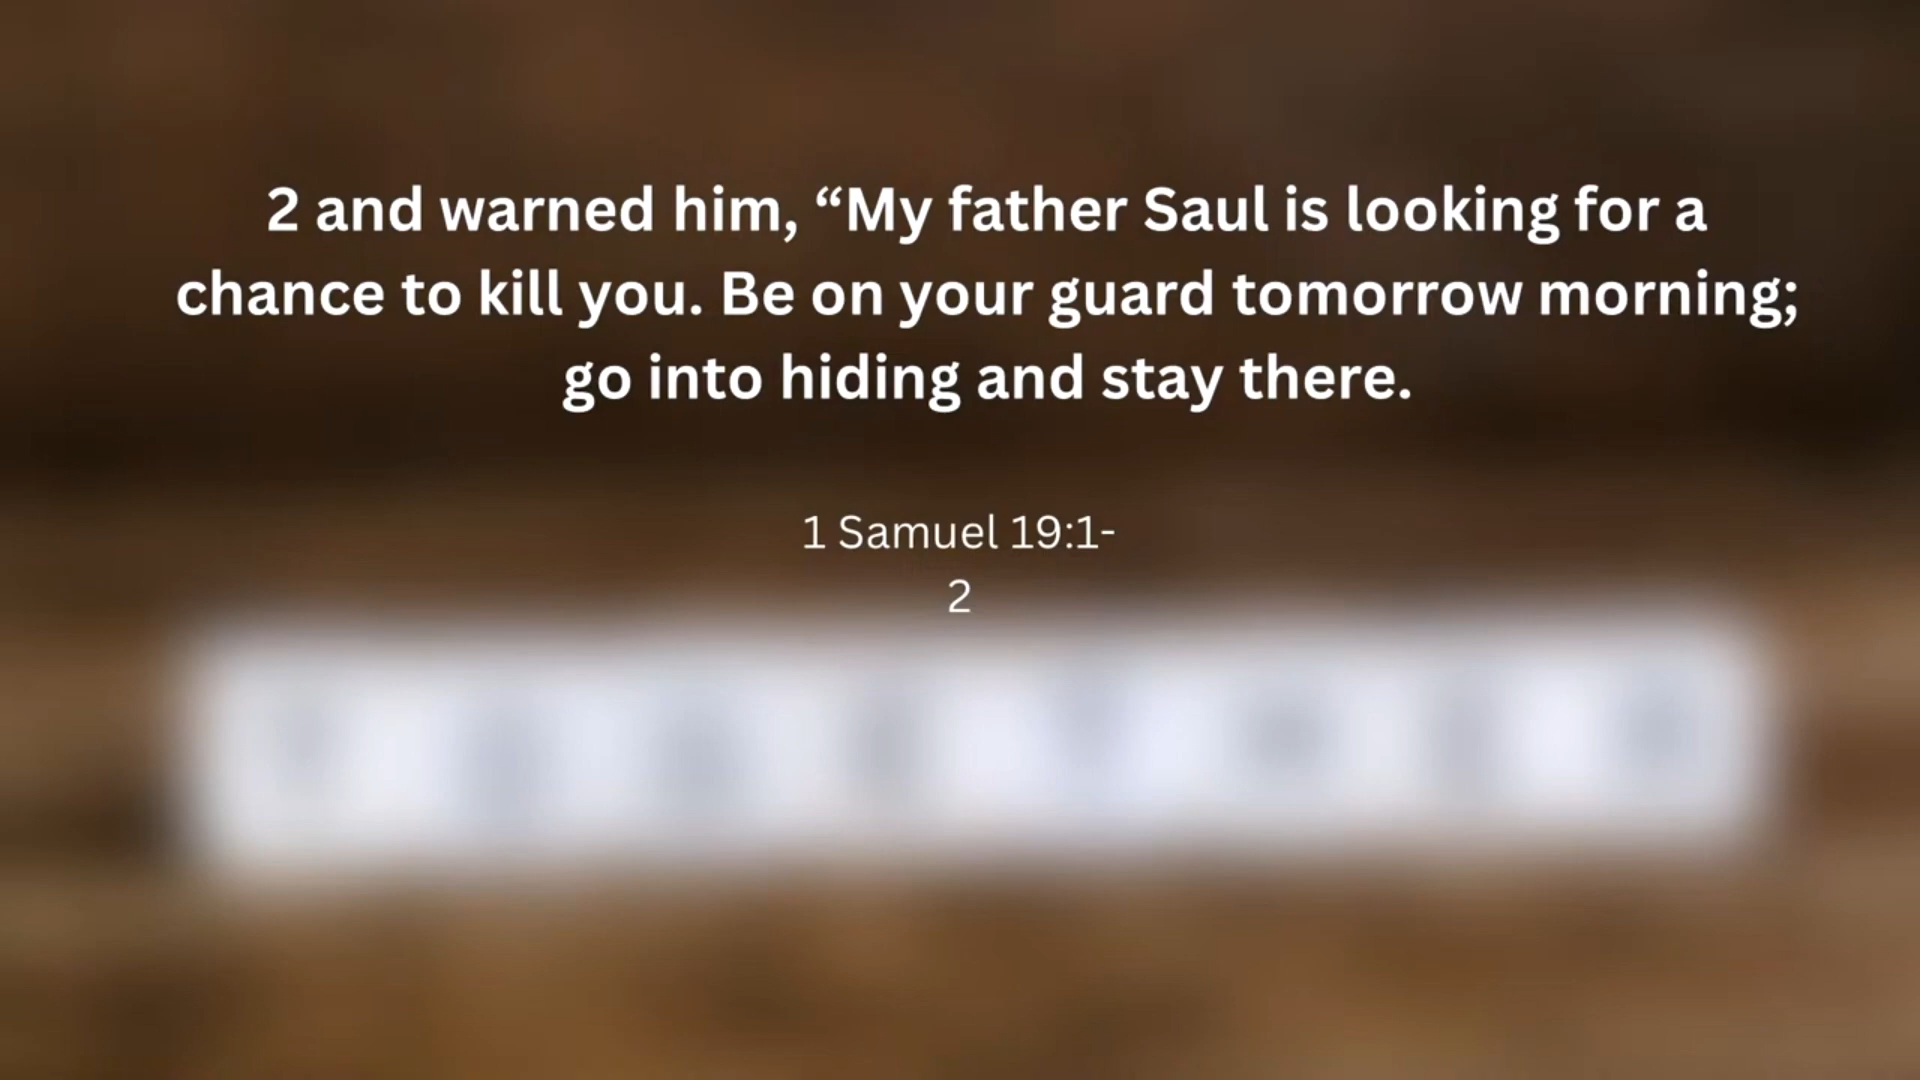 2 and warned him, “My father Saul is looking for a
chance to kill you. Be on your guard tomorrow morning;
go into hiding and stay there.
1 Samuel 19:1-
2